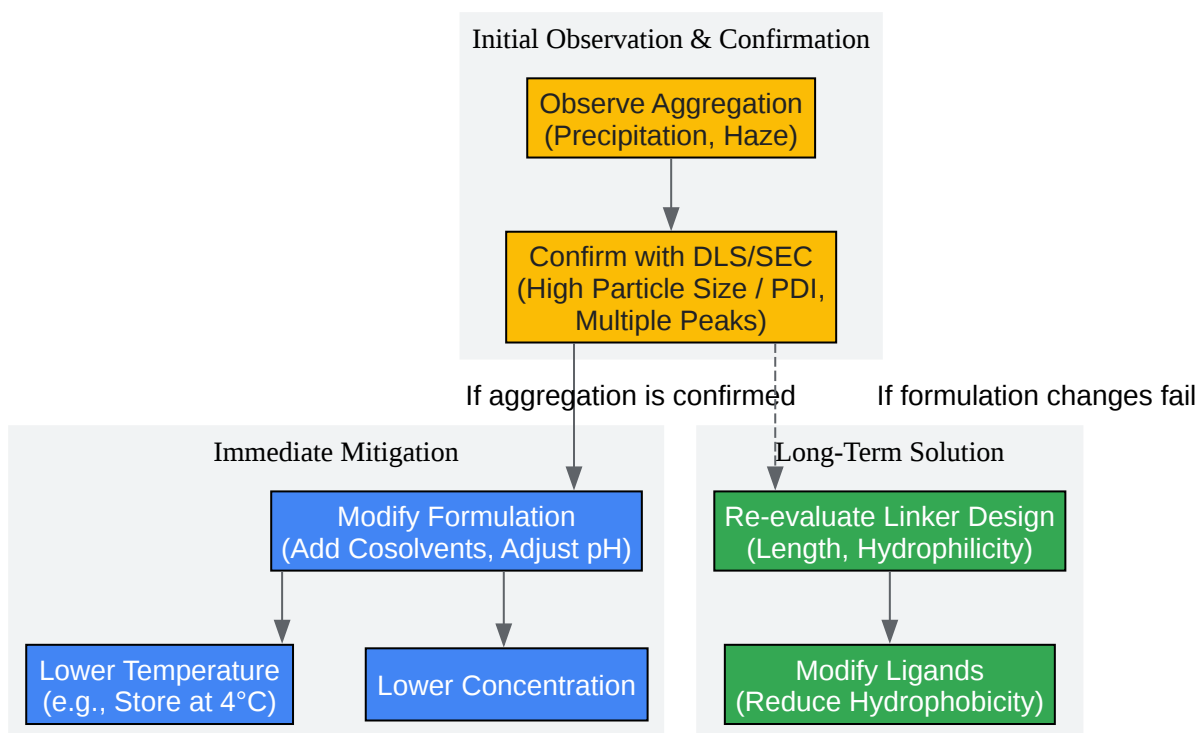 Initial Observation & Confirmation
Observe Aggregation
(Precipitation, Haze)
Confirm with DLS/SEC
(High Particle Size / PDI,
Multiple Peaks)
If aggregation is confirmed
If formulation changes fail
Immediate Mitigation
Modify Formulation
(Add Cosolvents, Adjust pH)
Lower Temperature
(e.g., Store at 4°C)
Lower Concentration
Long-Term Solution
Re-evaluate Linker Design
(Length, Hydrophilicity)
Modify Ligands
(Reduce Hydrophobicity)